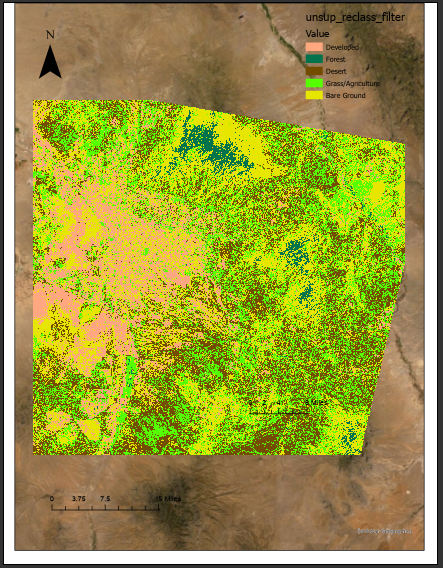 unsup_reclass_filter
N
Value
Developed
Forest
Desert
Grass/Agriculture
Bare Ground
0 3.75 7.5 15 Miles